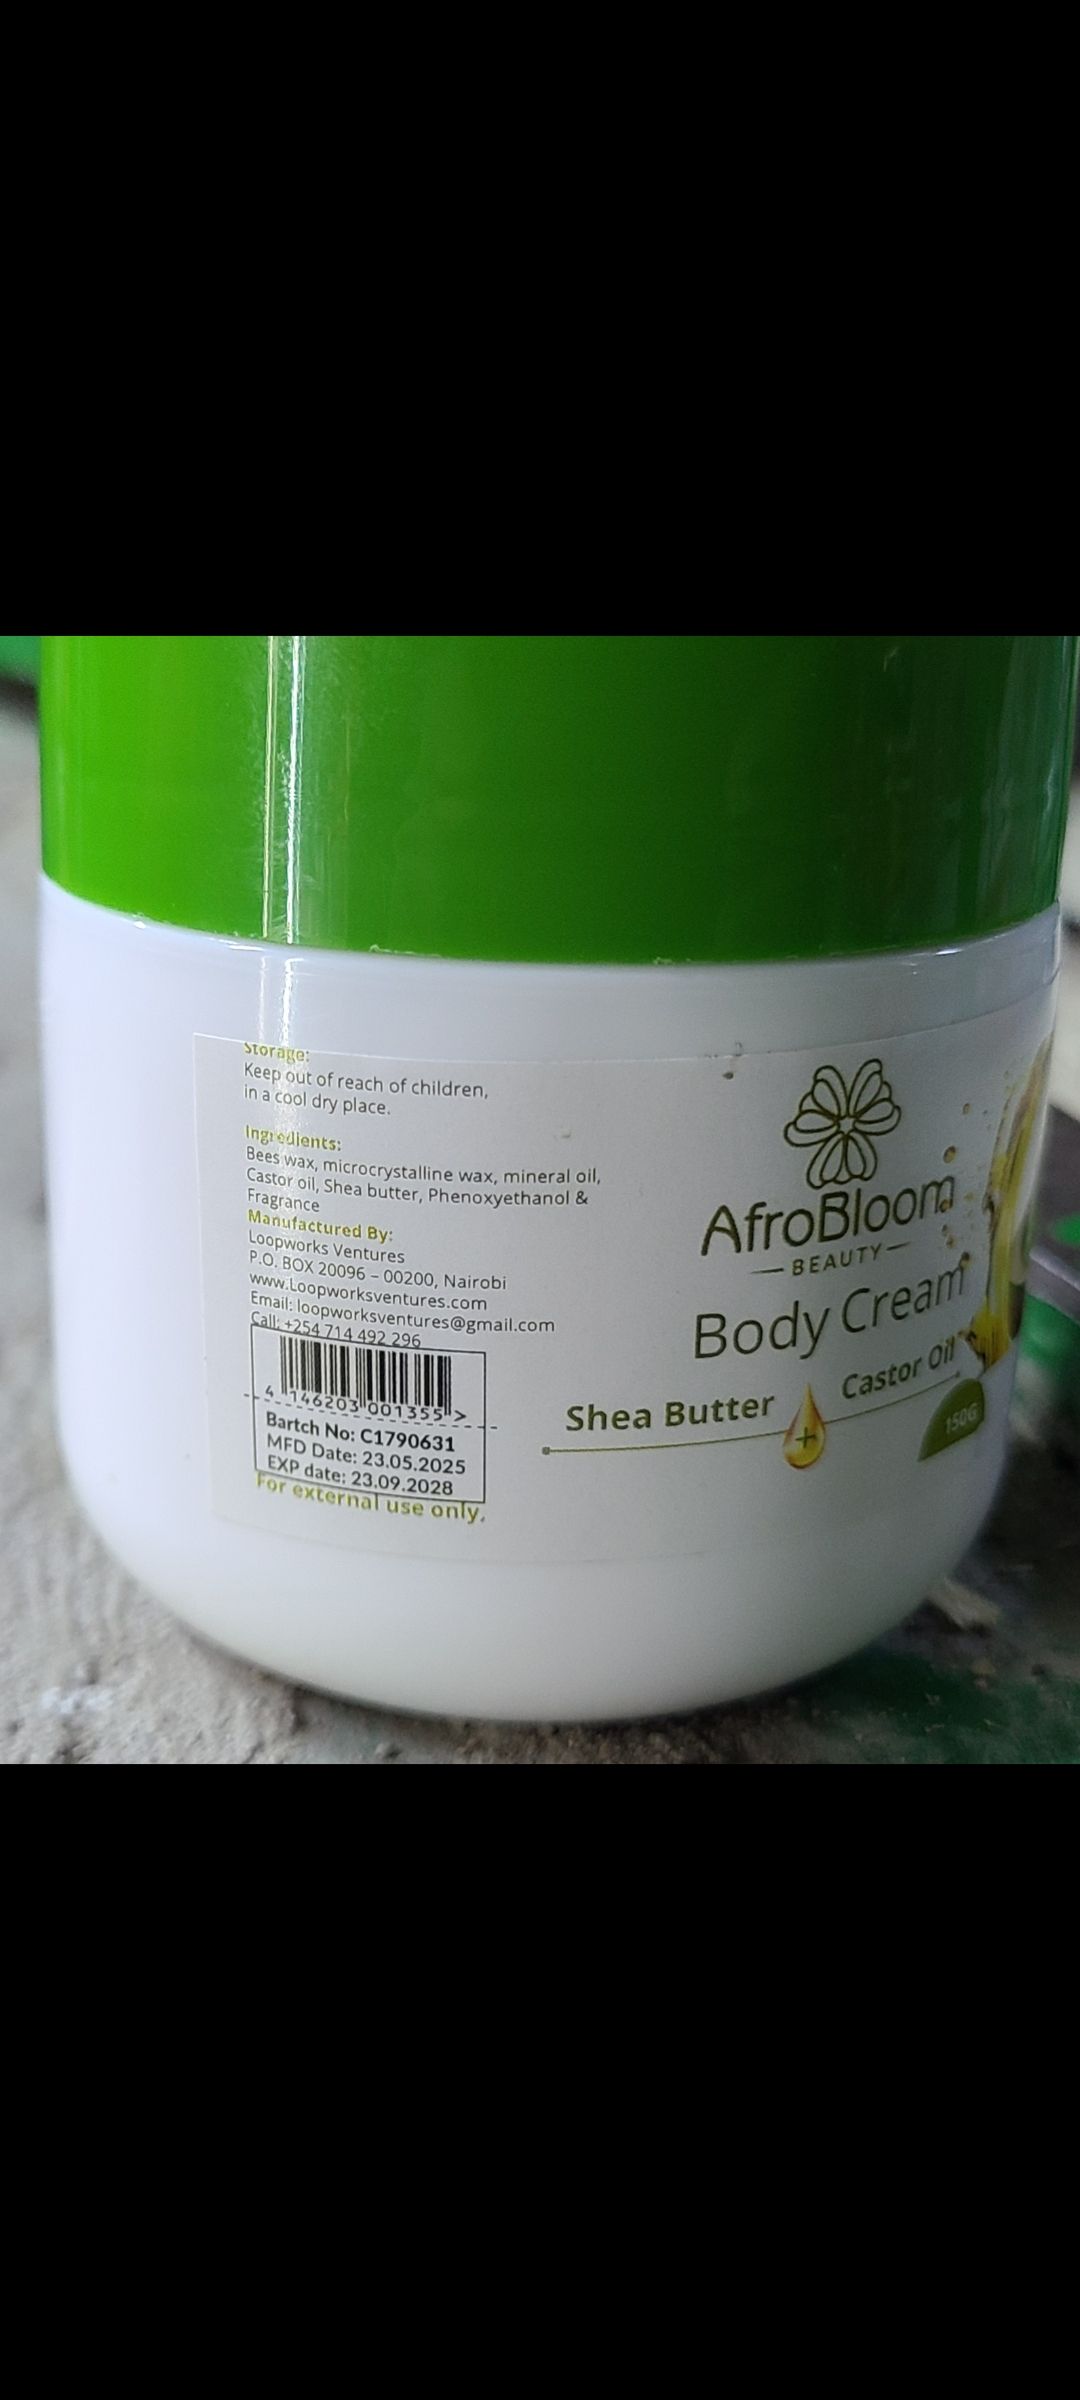 Storage:
Keep out of reach of children,
in a cool dry place.
Ingredients:
Bees wax, microcrystalline wax, mineral oil,
Castor oil, Shea butter, Phenoxyethanol &
Fragrance
Manufactured By:
Loopworks Ventures
P.O. BOX 20096 – 00200, Nairobi
www.Loopworksventures.com
Email: loopworksventures@gmail.com
Call: +254 714 492 296
4 146203 001355 >
Bartch No: C1790631
MFD Date: 23.05.2025
EXP date: 23.09.2028
For external use only.
AfroBloom
BEAUTY
Body Cream
Shea Butter + Castor Oil
150G